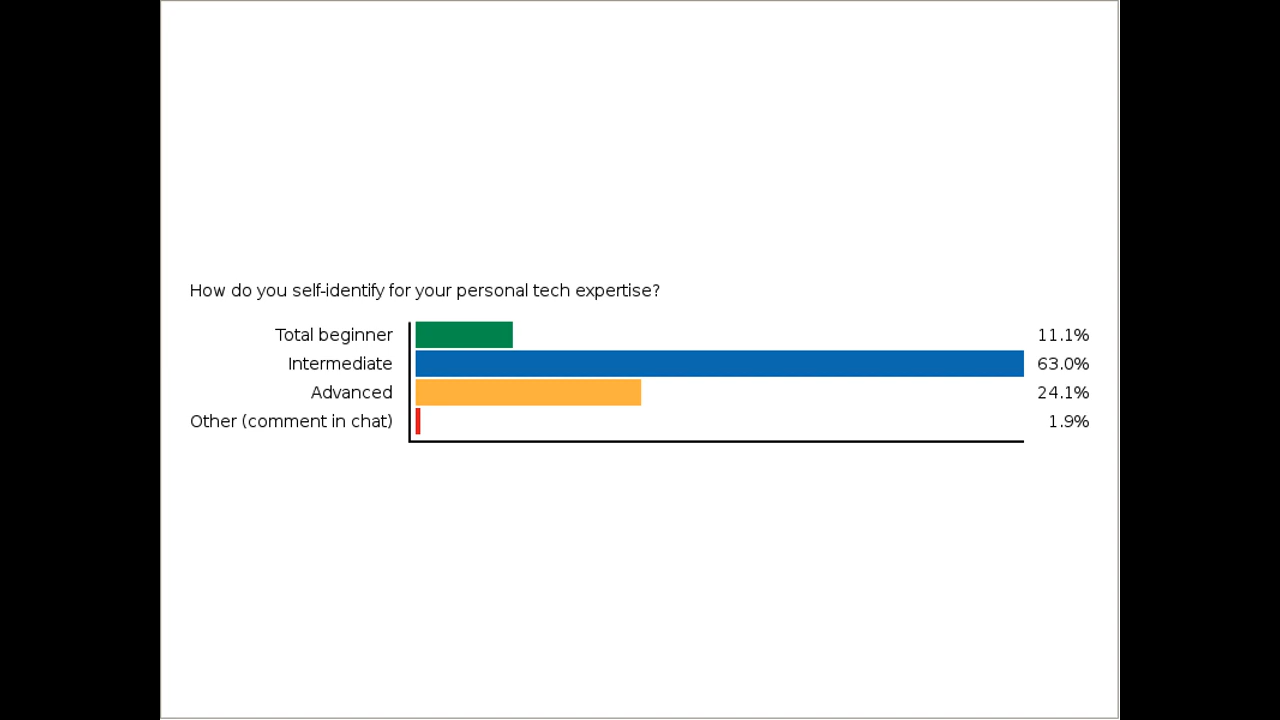 How do you self-identify for your personal tech expertise?
Total beginner 11.1%
Intermediate 63.0%
Advanced 24.1%
Other (comment in chat) 1.9%